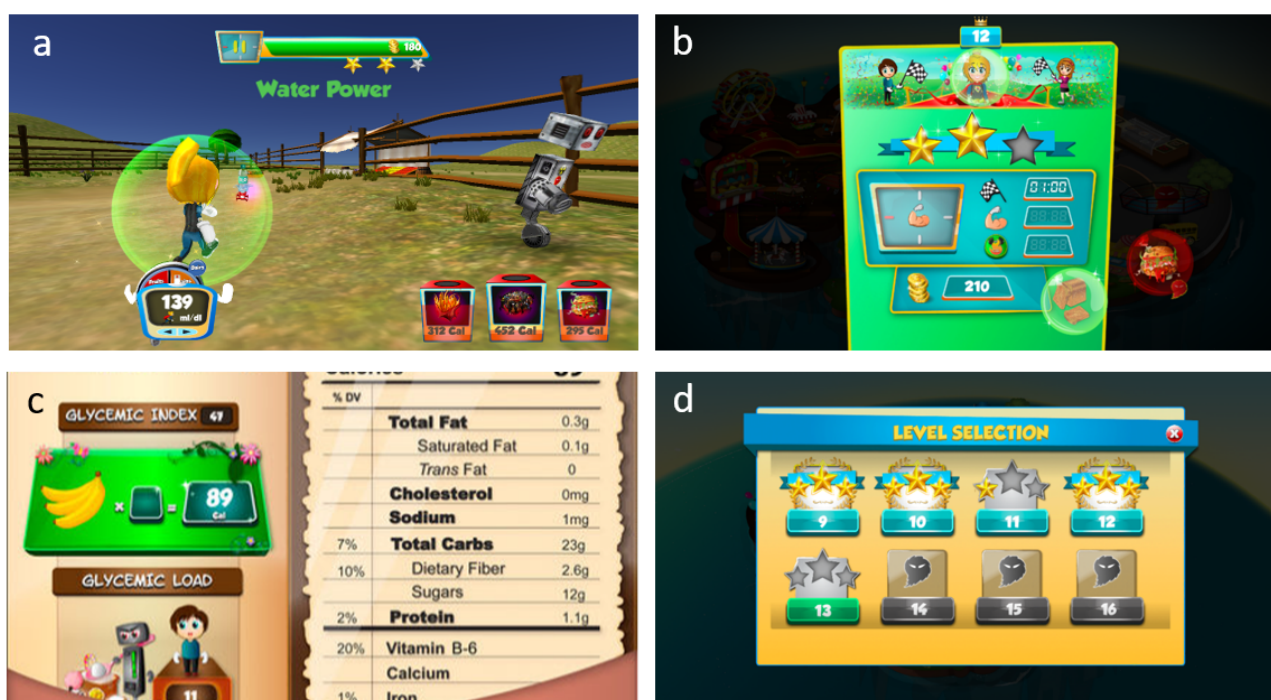 a
180
Water Power
139
ml/dl
312 Cal
452 Cal
295 Cal
b
12
01:00
88:88
88:88
210
c
GLYCEMIC INDEX 47
x = 89
Cal
GLYCEMIC LOAD
11
Calories 89
% DV
Total Fat 0.3g
Saturated Fat 0.1g
Trans Fat 0
Cholesterol 0mg
Sodium 1mg
7% Total Carbs 23g
10% Dietary Fiber 2.6g
Sugars 12g
2% Protein 1.1g
20% Vitamin B-6
Calcium
1% Iron
d
LEVEL SELECTION
X
9 10 11 12
13 14 15 16